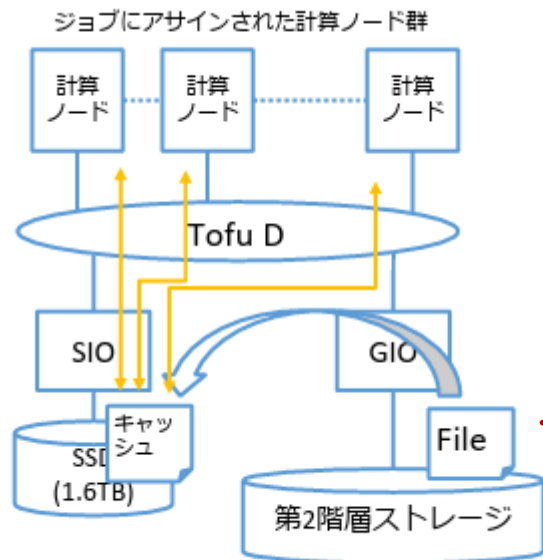 ジョブにアサインされた計算ノード群
計算
ノード
計算
ノード
計算
ノード
Tofu D
SIO
GIO
キャッ
シュ
File
SSD
(1.6TB)
第2階層ストレージ